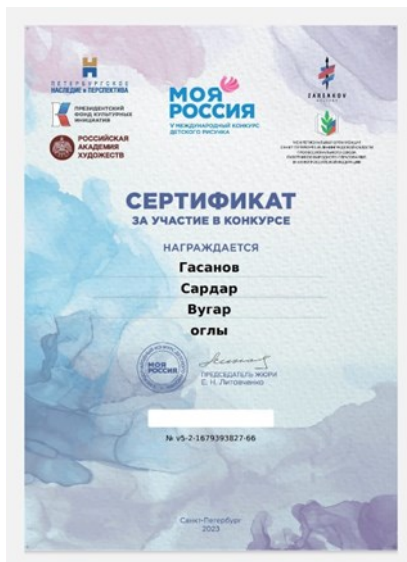 ПЕТЕРБУРГСКОЕ
НАСЛЕДИЕ и ПЕРСПЕКТИВА
ПРЕЗИДЕНТСКИЙ
ФОНД КУЛЬТУРНЫХ
ИНИЦИАТИВ
РОССИЙСКАЯ
АКАДЕМИЯ
ХУДОЖЕСТВ
МОЯ
РОССИЯ
V МЕЖДУНАРОДНЫЙ КОНКУРС
ДЕТСКОГО РИСУНКА
ZARENKOV
СЕРТИФИКАТ
ЗА УЧАСТИЕ В КОНКУРСЕ
НАГРАЖДАЕТСЯ
Гасанов
Сардар
Вугар
оглы
МОЯ
РОССИЯ
ПРЕДСЕДАТЕЛЬ ЖЮРИ
Е. Н. Литовченко
№ v5-2-1679393827-66
Санкт-Петербург
2023